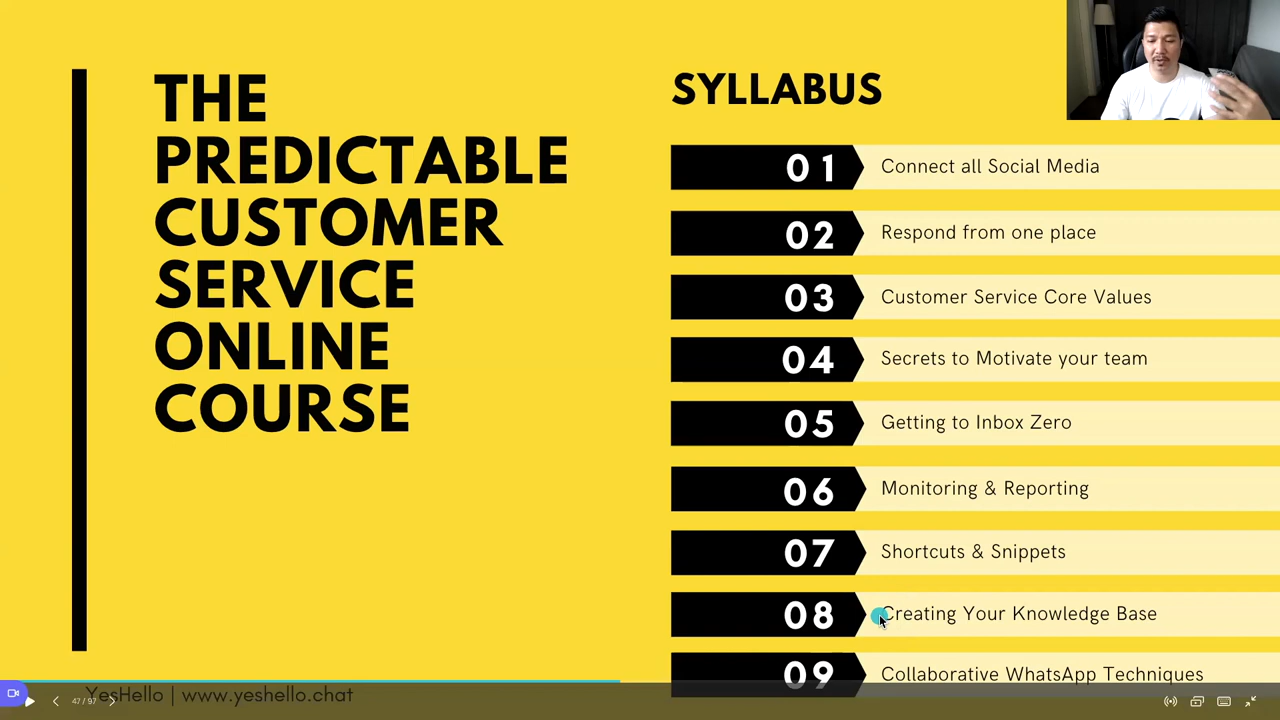 THE
PREDICTABLE
CUSTOMER
SERVICE
ONLINE
COURSE
SYLLABUS
01 Connect all Social Media
02 Respond from one place
03 Customer Service Core Values
04 Secrets to Motivate your team
05 Getting to Inbox Zero
06 Monitoring & Reporting
07 Shortcuts & Snippets
08 Creating Your Knowledge Base
09 Collaborative WhatsApp Techniques
YesHello | www.yeshello.chat
47 / 97